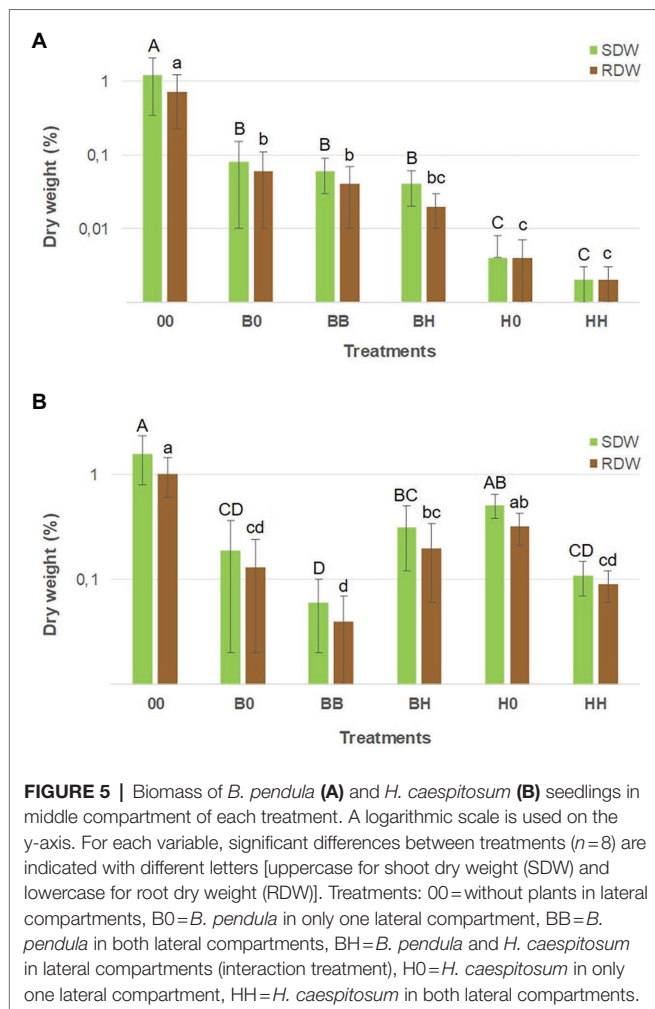 A
SDW
RDW
A
a
B
b
B
b
B
bc
C
c
C
c
1
0,1
0,01
Dry weight (%)
00 B0 BB BH H0 HH
Treatments
B
SDW
RDW
A
a
CD
cd
D
d
BC
bc
AB
ab
CD
cd
1
0,1
Dry weight (%)
00 B0 BB BH H0 HH
Treatments
FIGURE 5 | Biomass of B. pendula (A) and H. caespitosum (B) seedlings in
middle compartment of each treatment. A logarithmic scale is used on the
y-axis. For each variable, significant differences between treatments (n=8) are
indicated with different letters [uppercase for shoot dry weight (SDW) and
lowercase for root dry weight (RDW)]. Treatments: 00=without plants in lateral
compartments, B0=B. pendula in only one lateral compartment, BB=B.
pendula in both lateral compartments, BH=B. pendula and H. caespitosum
in lateral compartments (interaction treatment), H0=H. caespitosum in only
one lateral compartment, HH=H. caespitosum in both lateral compartments.